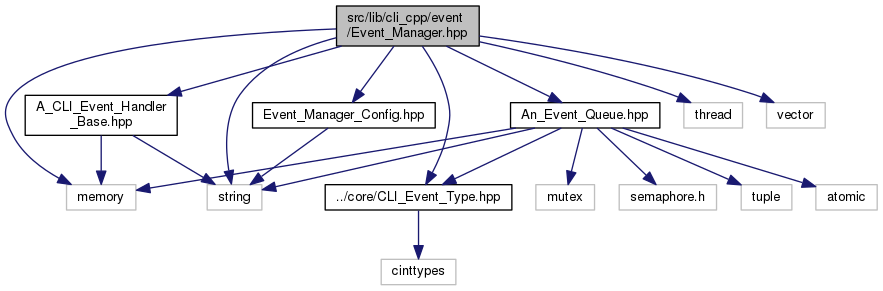 src/lib/cli_cpp/event
/Event_Manager.hpp
A_CLI_Event_Handler
_Base.hpp
Event_Manager_Config.hpp
An_Event_Queue.hpp
thread
vector
memory
string
../core/CLI_Event_Type.hpp
mutex
semaphore.h
tuple
atomic
cinttypes